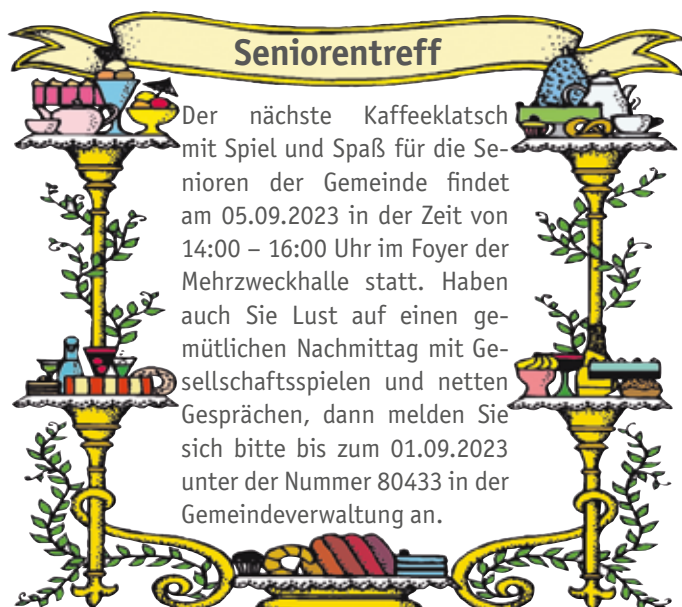 Seniorentreff
Der nächste Kaffeeklatsch
mit Spiel und Spaß für die Se-
nioren der Gemeinde findet
am 05.09.2023 in der Zeit von
14:00 – 16:00 Uhr im Foyer der
Mehrzweckhalle statt. Haben
auch Sie Lust auf einen ge-
mütlichen Nachmittag mit Ge-
sellschaftsspielen und netten
Gesprächen, dann melden Sie
sich bitte bis zum 01.09.2023
unter der Nummer 80433 in der
Gemeindeverwaltung an.